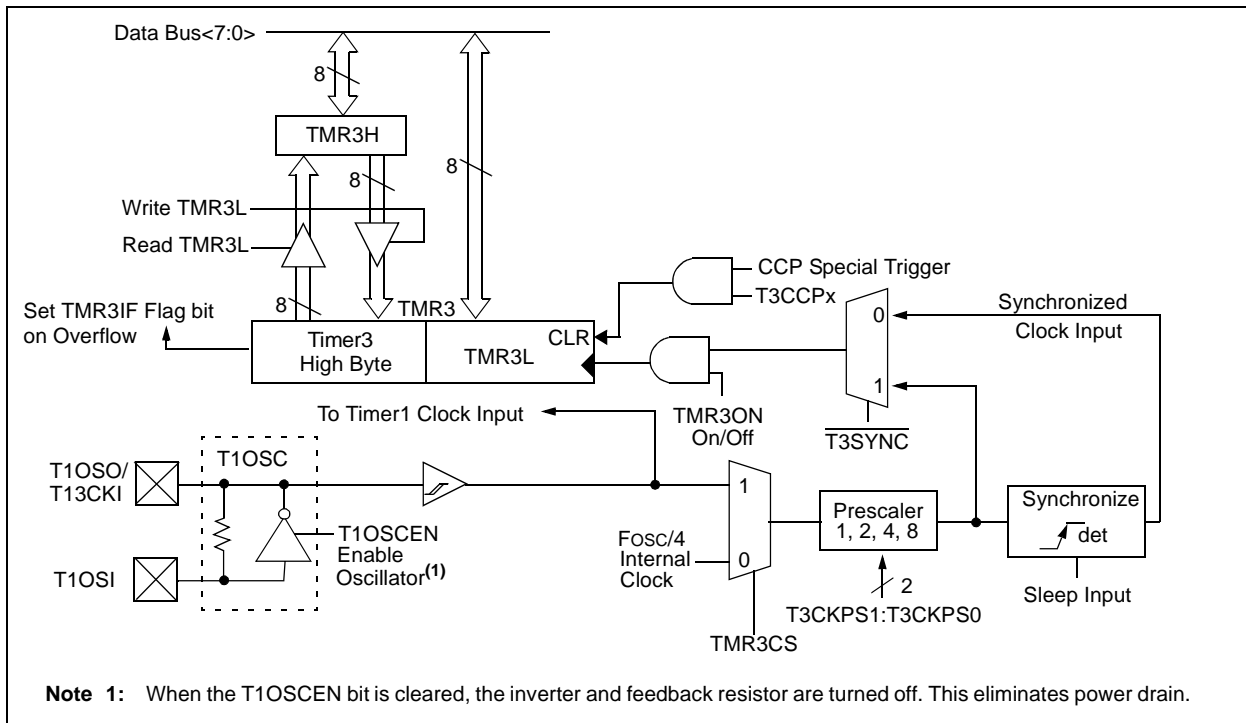 Data Bus<7:0>
8
TMR3H
8
8
Write TMR3L
Read TMR3L
8
TMR3
CCP Special Trigger
T3CCPx
Set TMR3IF Flag bit
on Overflow
Timer3
High Byte
TMR3L
CLR
0
1
Synchronized
Clock Input
TMR3ON
On/Off
T3SYNC
To Timer1 Clock Input
T1OSC
T1OSO/
T13CKI
T1OSI
T1OSCEN
Enable
Oscillator(1)
FOSC/4
Internal
Clock
1
0
TMR3CS
Prescaler
1, 2, 4, 8
2
T3CKPS1:T3CKPS0
Synchronize
det
Sleep Input
Note 1: When the T1OSCEN bit is cleared, the inverter and feedback resistor are turned off. This eliminates power drain.